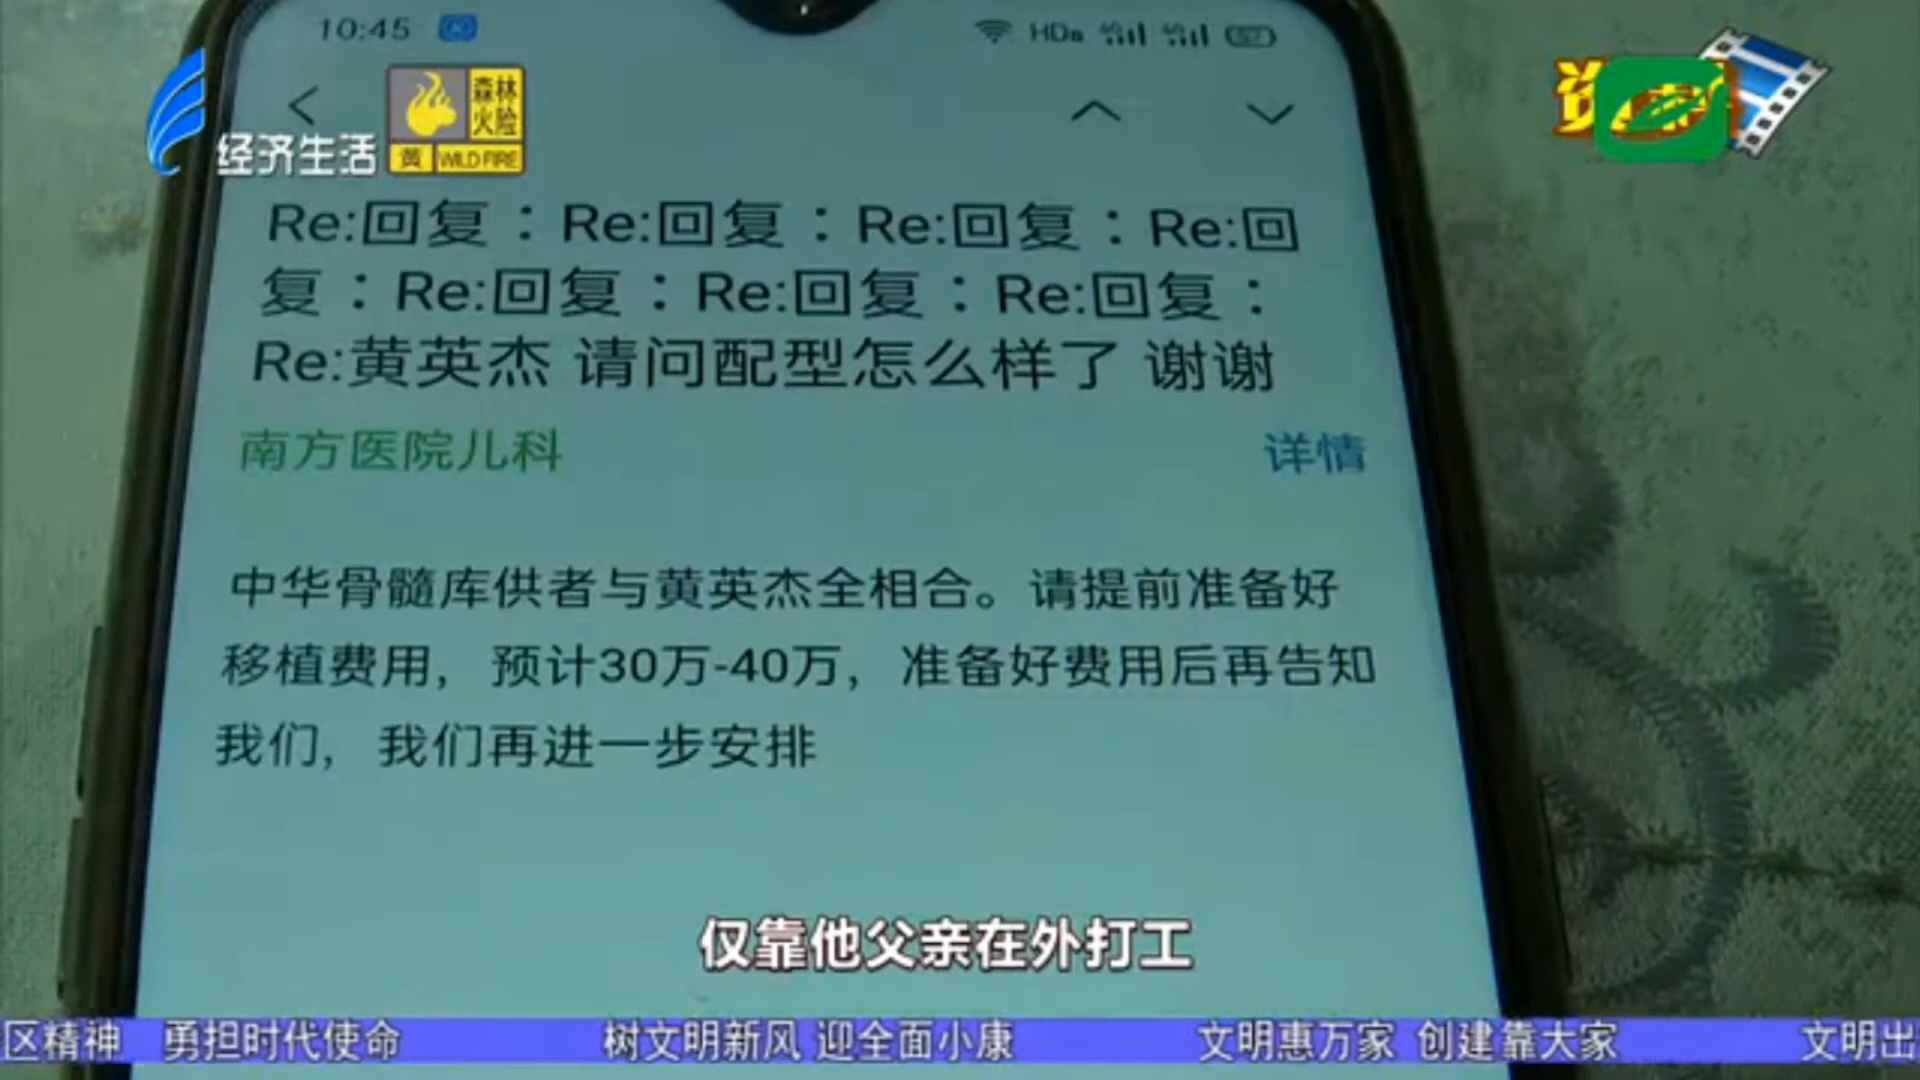 10:45
HD
经济生活
森林
火险
黄 WILD FIRE
Re:回复：Re:回复：Re:回复：Re:回
复：Re:回复：Re:回复：Re:回复：
Re:黄英杰 请问配型怎么样了 谢谢
南方医院儿科
详情
中华骨髓库供者与黄英杰全相合。请提前准备好
移植费用，预计30万-40万，准备好费用后再告知
我们，我们再进一步安排
仅靠他父亲在外打工
区精神 勇担时代使命 树文明新风 迎全面小康 文明惠万家 创建靠大家 文明出